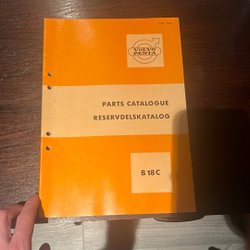 VOLVO
PENTA
PARTS CATALOGUE
RESERVDELSKATALOG
B 18 C